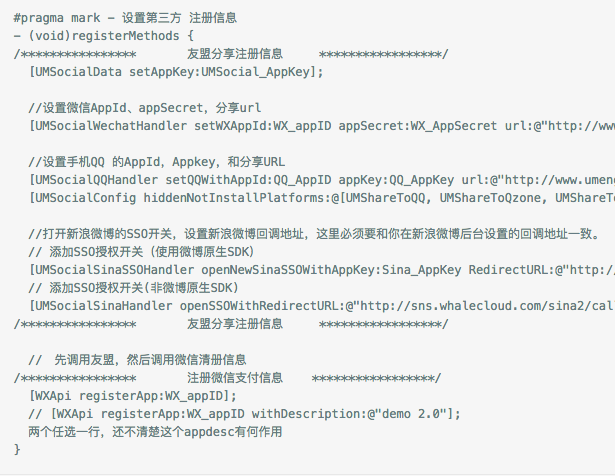 #pragma mark - 设置第三方 注册信息
- (void)registerMethods {
/**************** 友盟分享注册信息 *****************/
[UMSocialData setAppKey:UMSocial_AppKey];
//设置微信AppId、appSecret，分享url
[UMSocialWechatHandler setWXAppId:WX_appID appSecret:WX_AppSecret url:@"http://www
//设置手机QQ 的AppId，Appkey，和分享URL
[UMSocialQQHandler setQQWithAppId:QQ_AppID appKey:QQ_AppKey url:@"http://www.umen
[UMSocialConfig hiddenNotInstallPlatforms:@[UMShareToQQ, UMShareToQzone, UMShareTo
//打开新浪微博的SSO开关，设置新浪微博回调地址，这里必须要和你在新浪微博后台设置的回调地址一致。
// 添加SSO授权开关（使用微博原生SDK）
[UMSocialSinaSSOHandler openNewSinaSSOWithAppKey:Sina_AppKey RedirectURL:@"http:/
// 添加SSO授权开关(非微博原生SDK)
[UMSocialSinaHandler openSSOWithRedirectURL:@"http://sns.whalecloud.com/sina2/cal
/**************** 友盟分享注册信息 *****************/
// 先调用友盟，然后调用微信清册信息
/**************** 注册微信支付信息 *****************/
[WXApi registerApp:WX_appID];
// [WXApi registerApp:WX_appID withDescription:@"demo 2.0"];
两个任选一行，还不清楚这个appdesc有何作用
}